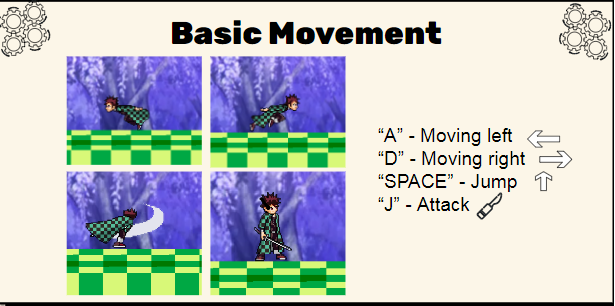 Basic Movement
“A” - Moving left
“D” - Moving right
“SPACE” - Jump
“J” - Attack